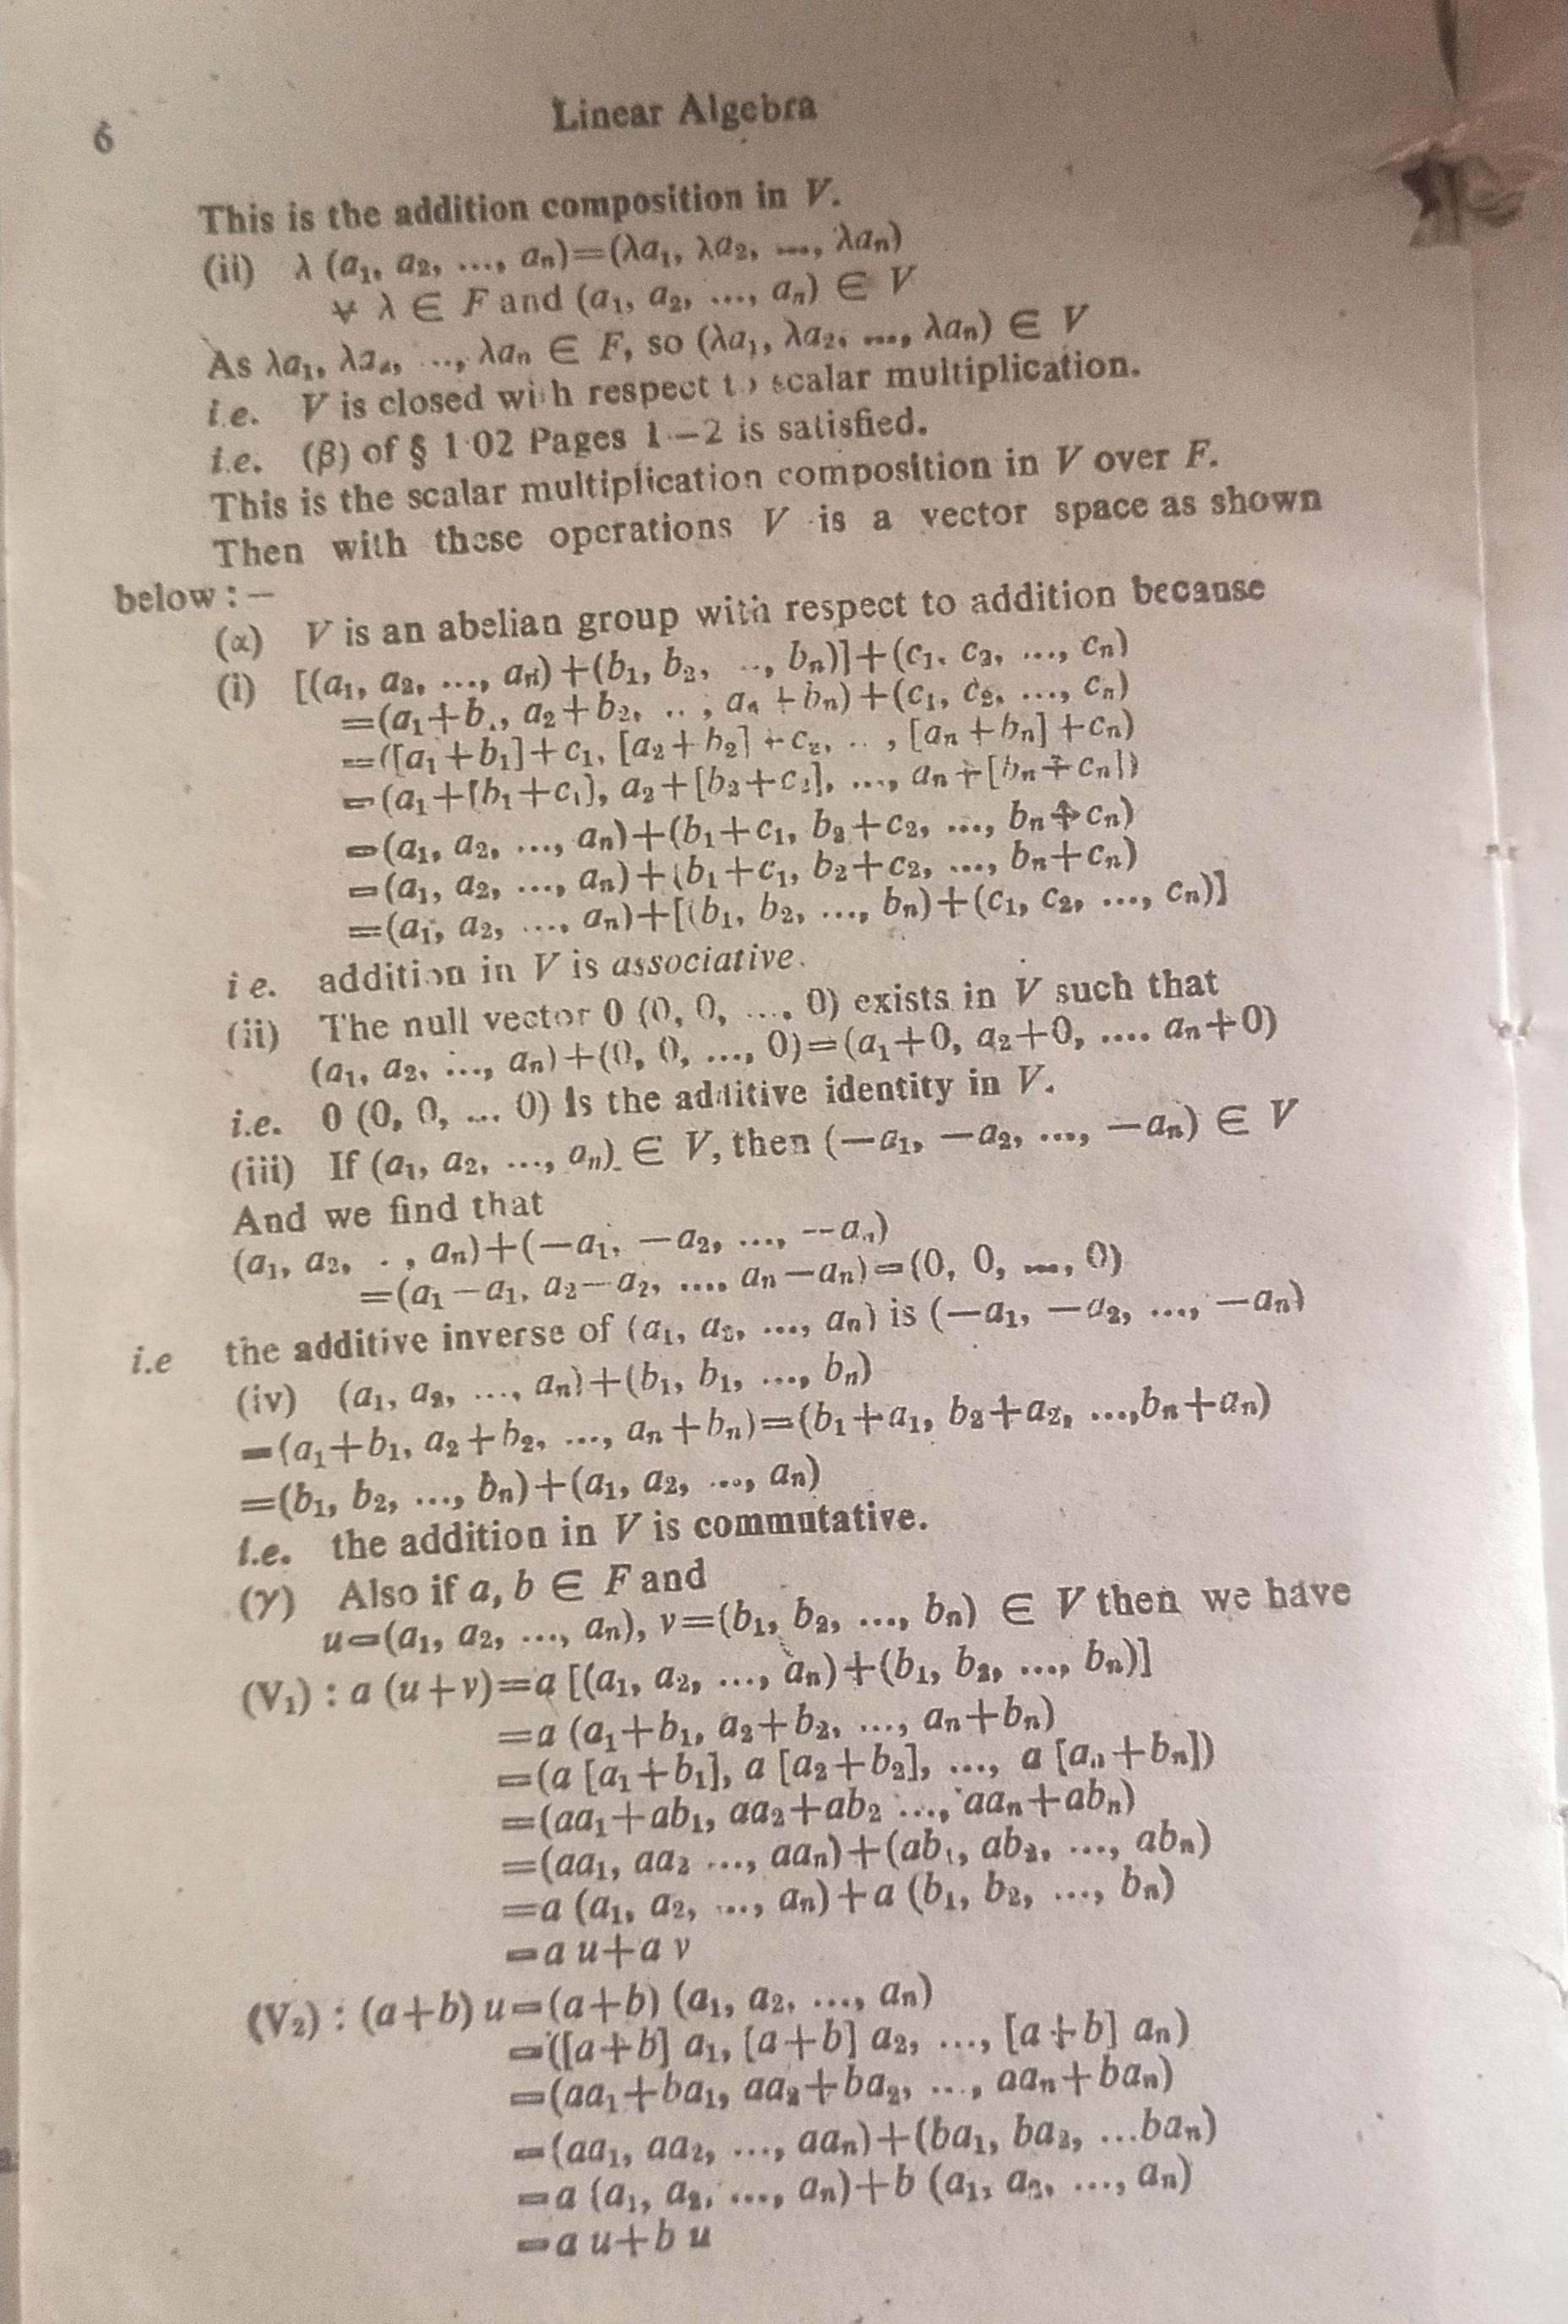 6
Linear Algebra
This is the addition composition in V.
(ii) λ (a₁, a₂, ..., aₙ)=(λa₁, λa₂, ..., λaₙ)
∀ λ ∈ F and (a₁, a₂, ..., aₙ) ∈ V
As λa₁, λa₂, ..., λaₙ ∈ F, so (λa₁, λa₂, ..., λaₙ) ∈ V
i.e. V is closed with respect to scalar multiplication.
i.e. (β) of § 1·02 Pages 1—2 is satisfied.
This is the scalar multiplication composition in V over F.
Then with these operations V is a vector space as shown
below :—
(α) V is an abelian group with respect to addition because
(i) [(a₁, a₂, ..., aₙ)+(b₁, b₂, .., bₙ)]+(c₁, c₂, ..., cₙ)
=(a₁+b₁, a₂+b₂, .., aₙ+bₙ)+(c₁, c₂, ..., cₙ)
=([a₁+b₁]+c₁, [a₂+b₂]+c₂, .., [aₙ+bₙ]+cₙ)
=(a₁+[b₁+c₁], a₂+[b₂+c₂], ..., aₙ+[bₙ+cₙ])
=(a₁, a₂, ..., aₙ)+(b₁+c₁, b₂+c₂, ..., bₙ+cₙ)
=(a₁, a₂, ..., aₙ)+(b₁+c₁, b₂+c₂, ..., bₙ+cₙ)
=(a₁, a₂, ..., aₙ)+[(b₁, b₂, ..., bₙ)+(c₁, c₂, ..., cₙ)]
i e. addition in V is associative.
(ii) The null vector 0 (0, 0, ..., 0) exists in V such that
(a₁, a₂, ..., aₙ)+(0, 0, ..., 0)=(a₁+0, a₂+0, .... aₙ+0)
i.e. 0 (0, 0, ... 0) is the additive identity in V.
(iii) If (a₁, a₂, ..., aₙ) ∈ V, then (—a₁, —a₂, ..., —aₙ) ∈ V
And we find that
(a₁, a₂, . , aₙ)+(—a₁, —a₂, ..., —aₙ)
=(a₁—a₁, a₂—a₂, ..., aₙ—aₙ)=(0, 0, ..., 0)
i.e the additive inverse of (a₁, a₂, ..., aₙ) is (—a₁, —a₂, ..., —aₙ)
(iv) (a₁, a₂, ..., aₙ)+(b₁, b₁, ..., bₙ)
=(a₁+b₁, a₂+b₂, ..., aₙ+bₙ)=(b₁+a₁, b₂+a₂, ...,bₙ+aₙ)
=(b₁, b₂, ..., bₙ)+(a₁, a₂, ..., aₙ)
i.e. the addition in V is commutative.
(γ) Also if a, b ∈ F and
u=(a₁, a₂, ..., aₙ), v=(b₁, b₂, ..., bₙ) ∈ V then we have
(V₁) : a (u+v)=a [(a₁, a₂, ..., aₙ)+(b₁, b₂, ..., bₙ)]
=a (a₁+b₁, a₂+b₂, ..., aₙ+bₙ)
=(a [a₁+b₁], a [a₂+b₂], ..., a [aₙ+bₙ])
=(aa₁+ab₁, aa₂+ab₂ ..., aaₙ+abₙ)
=(aa₁, aa₂ ..., aaₙ)+(ab₁, ab₂, ..., abₙ)
=a (a₁, a₂, ..., aₙ)+a (b₁, b₂, ..., bₙ)
=a u+a v
(V₂) : (a+b) u=(a+b) (a₁, a₂, ..., aₙ)
=([a+b] a₁, [a+b] a₂, ..., [a+b] aₙ)
=(aa₁+ba₁, aa₂+ba₂, ..., aaₙ+baₙ)
=(aa₁, aa₂, ..., aaₙ)+(ba₁, ba₂, ...baₙ)
=a (a₁, a₂, ..., aₙ)+b (a₁, a₂, ..., aₙ)
=a u+b u